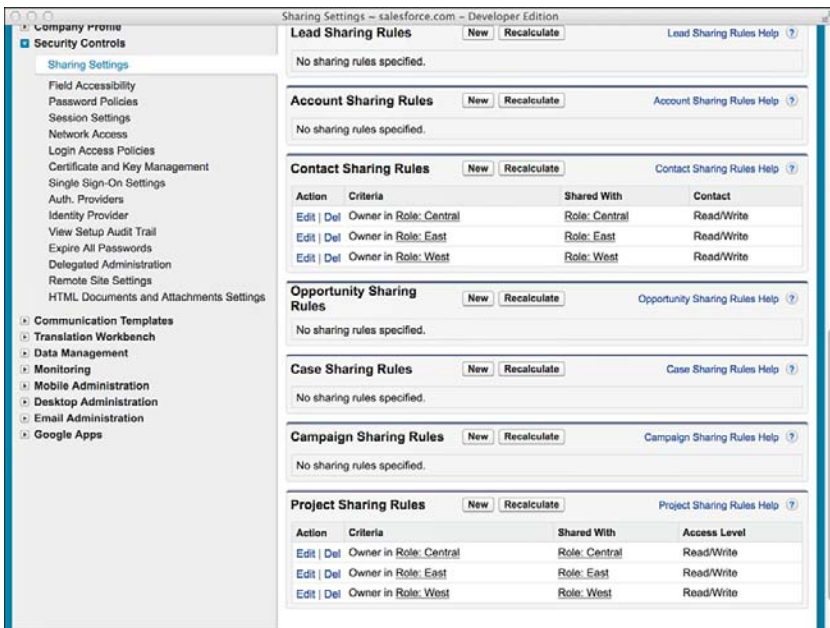 Sharing Settings ~ salesforce.com - Developer Edition
Company Profile
Security Controls
Sharing Settings
Field Accessibility
Password Policies
Session Settings
Network Access
Login Access Policies
Certificate and Key Management
Single Sign-On Settings
Auth. Providers
Identity Provider
View Setup Audit Trail
Expire All Passwords
Delegated Administration
Remote Site Settings
HTML Documents and Attachments Settings
Communication Templates
Translation Workbench
Data Management
Monitoring
Mobile Administration
Desktop Administration
Email Administration
Google Apps
Lead Sharing Rules New Recalculate Lead Sharing Rules Help ?
No sharing rules specified.
Account Sharing Rules New Recalculate Account Sharing Rules Help ?
No sharing rules specified.
Contact Sharing Rules New Recalculate Contact Sharing Rules Help ?
Action Criteria Shared With Contact
Edit | Del Owner in Role: Central Role: Central Read/Write
Edit | Del Owner in Role: East Role: East Read/Write
Edit | Del Owner in Role: West Role: West Read/Write
Opportunity Sharing
Rules New Recalculate Opportunity Sharing Rules Help ?
No sharing rules specified.
Case Sharing Rules New Recalculate Case Sharing Rules Help ?
No sharing rules specified.
Campaign Sharing Rules New Recalculate Campaign Sharing Rules Help ?
No sharing rules specified.
Project Sharing Rules New Recalculate Project Sharing Rules Help ?
Action Criteria Shared With Access Level
Edit | Del Owner in Role: Central Role: Central Read/Write
Edit | Del Owner in Role: East Role: East Read/Write
Edit | Del Owner in Role: West Role: West Read/Write